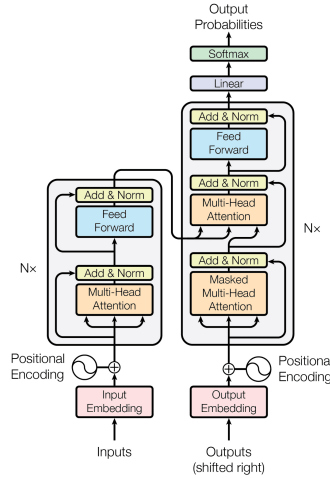 Output
Probabilities
Softmax
Linear
Add & Norm
Feed
Forward
Add & Norm
Multi-Head
Attention
Add & Norm
Masked
Multi-Head
Attention
Nx
Positional
Encoding
Output
Embedding
Outputs
(shifted right)
Add & Norm
Feed
Forward
Nx
Add & Norm
Multi-Head
Attention
Positional
Encoding
Input
Embedding
Inputs